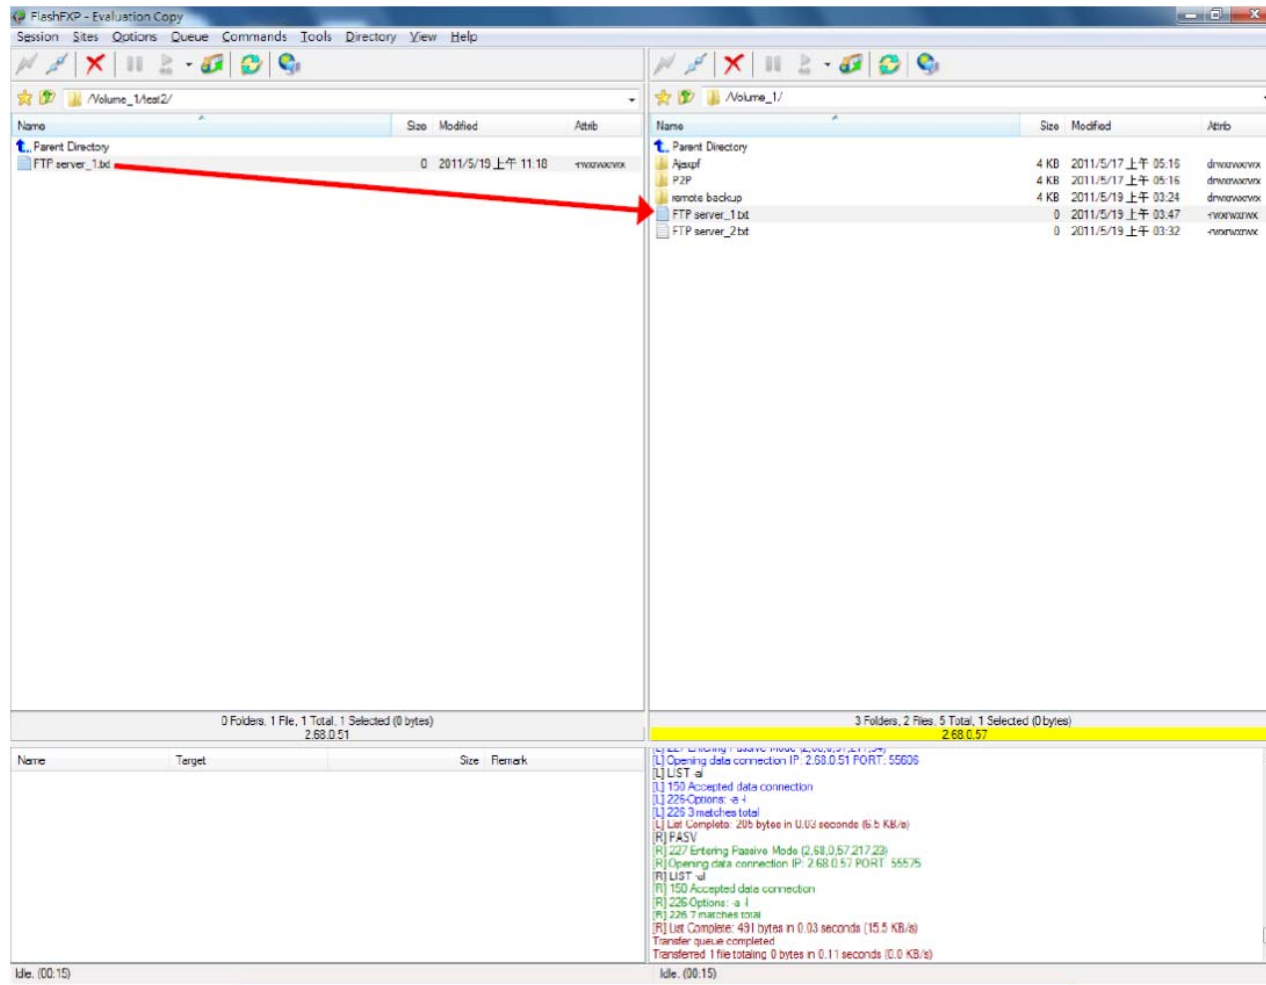 FlashFXP - Evaluation Copy
Session Sites Options Queue Commands Tools Directory View Help
/Volume_1/test2/
Name Size Modified Attrib
Parent Directory
FTP server_1.txt 0 2011/5/19 上午 11:18 -rwxrwxrwx
0 Folders, 1 File, 1 Total, 1 Selected (0 bytes)
2.68.0.51
/Volume_1/
Name Size Modified Attrib
Parent Directory
Ajaxpf 4 KB 2011/5/17 上午 05:16 drwxrwxrwx
P2P 4 KB 2011/5/17 上午 05:16 drwxrwxrwx
remote backup 4 KB 2011/5/19 上午 03:24 drwxrwxrwx
FTP server_1.txt 0 2011/5/19 上午 03:47 -rwxrwxrwx
FTP server_2.txt 0 2011/5/19 上午 03:32 -rwxrwxrwx
3 Folders, 2 Files, 5 Total, 1 Selected (0 bytes)
2.68.0.57
Name Target Size Remark
[L] 227 Entering Passive Mode
[L] Opening data connection IP: 2.68.0.51 PORT: 55606
[L] LIST -al
[L] 150 Accepted data connection
[L] 226-Options: -a -l
[L] 226 3 matches total
[L] List Complete: 205 bytes in 0.03 seconds (6.5 KB/s)
[R] PASV
[R] 227 Entering Passive Mode (2,68,0,57,217,23)
[R] Opening data connection IP: 2.68.0.57 PORT: 55575
[R] LIST -al
[R] 150 Accepted data connection
[R] 226-Options: -a -l
[R] 226 7 matches total
[R] List Complete: 491 bytes in 0.03 seconds (15.5 KB/s)
Transfer queue completed
Transferred 1 file totaling 0 bytes in 0.11 seconds (0.0 KB/s)
Idle. (00:15)
Idle. (00:15)